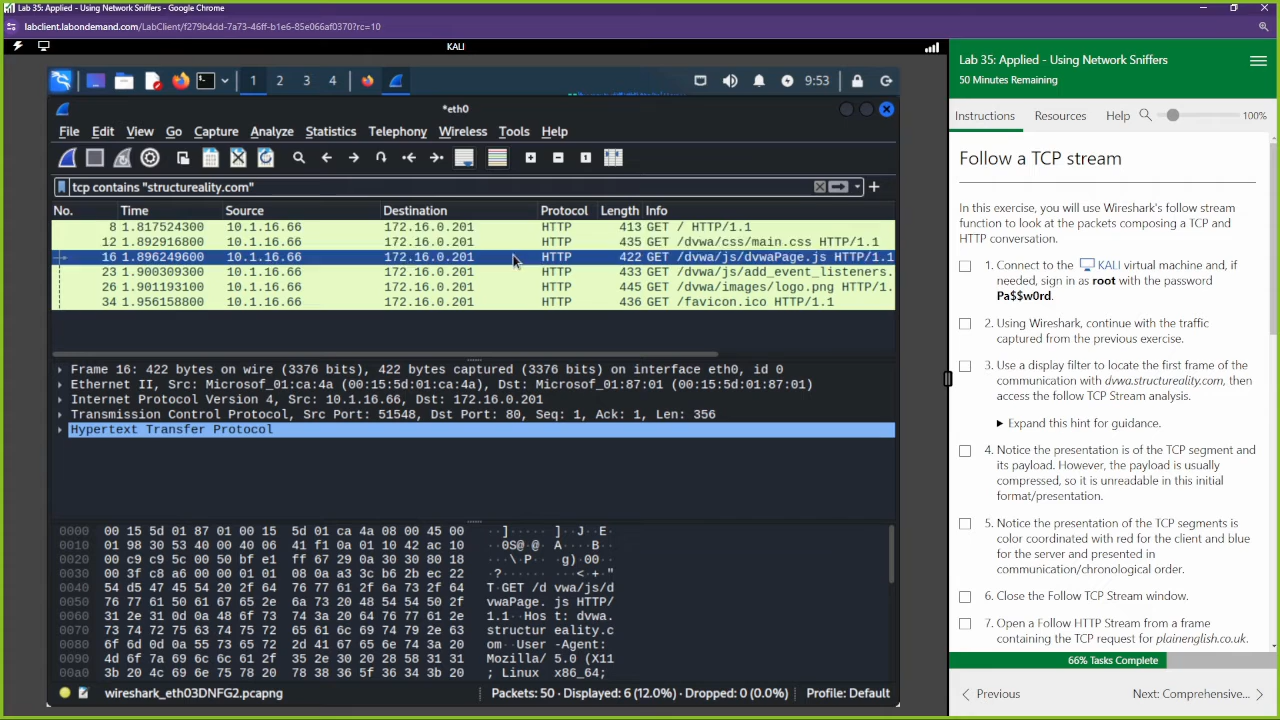 Lab 35: Applied - Using Network Sniffers - Google Chrome
labclient.labondemand.com/LabClient/f279b4dd-7a73-46ff-b1e6-85e066af0370?rc=10
KALI
1 2 3 4 9:53
*eth0
File Edit View Go Capture Analyze Statistics Telephony Wireless Tools Help
tcp contains "structureality.com"
No. Time Source Destination Protocol Length Info
8 1.817524300 10.1.16.66 172.16.0.201 HTTP 413 GET / HTTP/1.1
12 1.892916800 10.1.16.66 172.16.0.201 HTTP 435 GET /dvwa/css/main.css HTTP/1.1
16 1.896249600 10.1.16.66 172.16.0.201 HTTP 422 GET /dvwa/js/dvwaPage.js HTTP/1.1
23 1.900309300 10.1.16.66 172.16.0.201 HTTP 433 GET /dvwa/js/add_event_listeners.
26 1.901193100 10.1.16.66 172.16.0.201 HTTP 445 GET /dvwa/images/logo.png HTTP/1.
34 1.956158800 10.1.16.66 172.16.0.201 HTTP 436 GET /favicon.ico HTTP/1.1
Frame 16: 422 bytes on wire (3376 bits), 422 bytes captured (3376 bits) on interface eth0, id 0
Ethernet II, Src: Microsof_01:ca:4a (00:15:5d:01:ca:4a), Dst: Microsof_01:87:01 (00:15:5d:01:87:01)
Internet Protocol Version 4, Src: 10.1.16.66, Dst: 172.16.0.201
Transmission Control Protocol, Src Port: 51548, Dst Port: 80, Seq: 1, Ack: 1, Len: 356
Hypertext Transfer Protocol
0000 00 15 5d 01 87 01 00 15 5d 01 ca 4a 08 00 45 00 ··]····· ]··J··E·
0010 01 98 30 53 40 00 40 06 41 f1 0a 01 10 42 ac 10 ··0S@·@· A····B··
0020 00 c9 c9 5c 00 50 bf e1 ff 67 29 0a 30 30 80 18 ···\·P·· ·g)·00··
0030 00 3f c8 a6 00 00 01 01 08 0a a3 3c b6 2b ec 22 ·?······ ···<·+·"
0040 54 d5 47 45 54 20 2f 64 76 77 61 2f 6a 73 2f 64 T·GET /d vwa/js/d
0050 76 77 61 50 61 67 65 2e 6a 73 20 48 54 54 50 2f vwaPage. js HTTP/
0060 31 2e 31 0d 0a 48 6f 73 74 3a 20 64 76 77 61 2e 1.1··Hos t: dvwa.
0070 73 74 72 75 63 74 75 72 65 61 6c 69 74 79 2e 63 structur eality.c
0080 6f 6d 0d 0a 55 73 65 72 2d 41 67 65 6e 74 3a 20 om··User -Agent:
0090 4d 6f 7a 69 6c 6c 61 2f 35 2e 30 20 28 58 31 31 Mozilla/ 5.0 (X11
00a0 3b 20 4c 69 6e 75 78 20 78 38 36 5f 36 34 3b 20 ; Linux x86_64;
wireshark_eth03DNFG2.pcapng Packets: 50 · Displayed: 6 (12.0%) · Dropped: 0 (0.0%) Profile: Default
Lab 35: Applied - Using Network Sniffers
50 Minutes Remaining
Instructions Resources Help 100%
Follow a TCP stream
In this exercise, you will use Wireshark's follow stream
function to look at the packets composing a TCP and
HTTP conversation.
1. Connect to the KALI virtual machine and, if
needed, sign in as root with the password
Pa$$w0rd.
2. Using Wireshark, continue with the traffic
captured from the previous exercise.
3. Use a display filter to locate the first frame of the
communication with dvwa.structureality.com, then
access the follow TCP Stream analysis.
Expand this hint for guidance.
4. Notice the presentation is of the TCP segment and
its payload. However, the payload is usually
compressed, so it is unreadable in this initial
format/presentation.
5. Notice the presentation of the TCP segments is
color coordinated with red for the client and blue
for the server and presented in
communication/chronological order.
6. Close the Follow TCP Stream window.
7. Open a Follow HTTP Stream from a frame
containing the TCP request for plainenglish.co.uk.
66% Tasks Complete
Previous Next: Comprehensive...